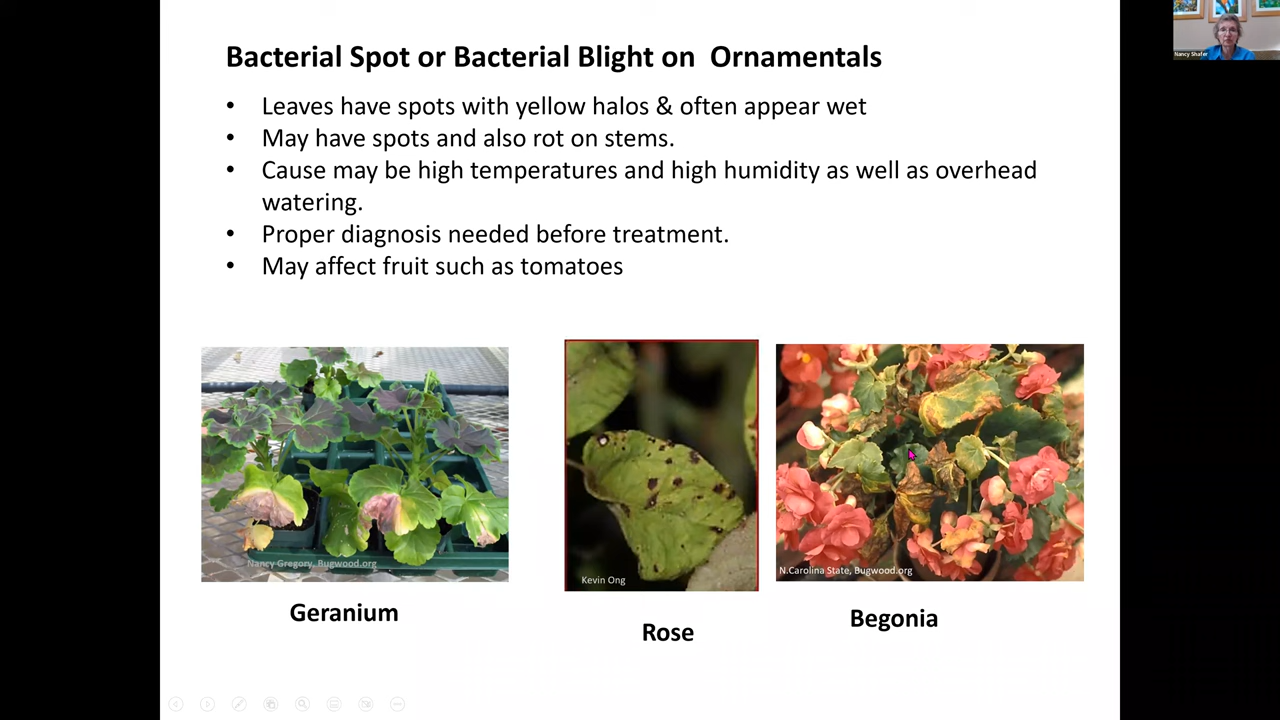 Nancy Shafer
Bacterial Spot or Bacterial Blight on Ornamentals
• Leaves have spots with yellow halos & often appear wet
• May have spots and also rot on stems.
• Cause may be high temperatures and high humidity as well as overhead
watering.
• Proper diagnosis needed before treatment.
• May affect fruit such as tomatoes
Nancy Gregory, Bugwood.org
Kevin Ong
N.Carolina State, Bugwood.org
Geranium
Rose
Begonia